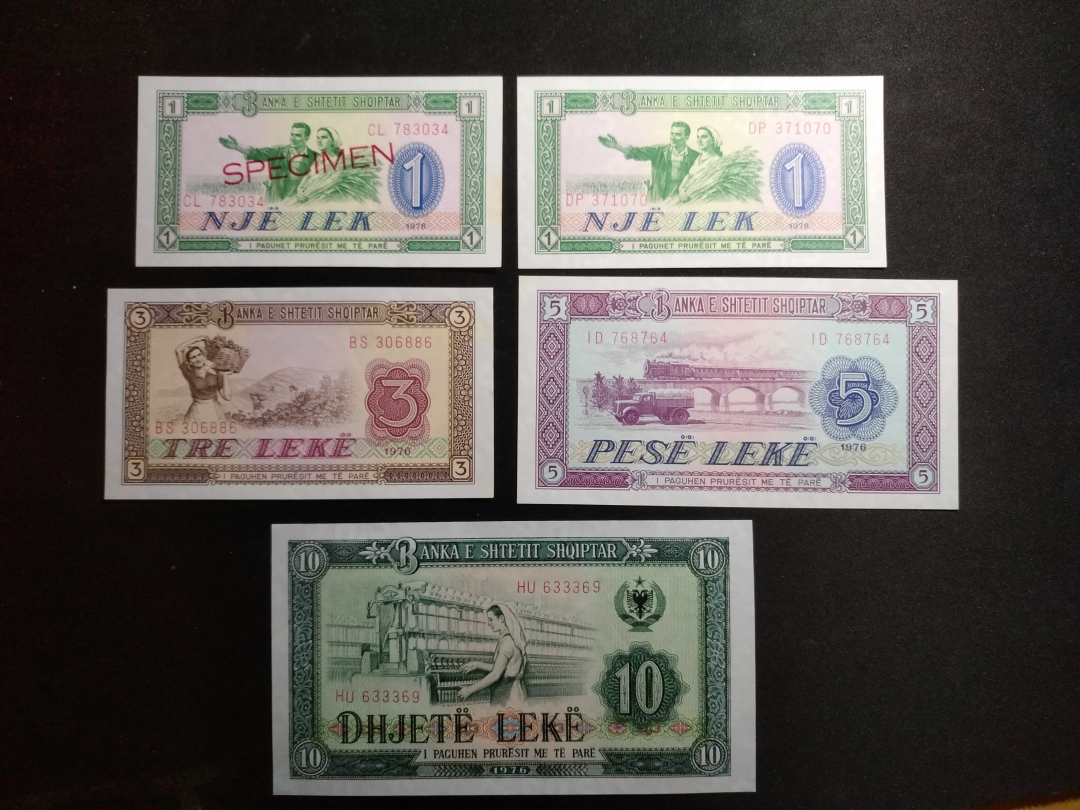 1 BANKA E SHTETIT SHQIPTAR 1
CL 783034
SPECIMEN
1
CL 783034
NJË LEK 1976
1 I PAGUHET PRURËSIT ME TË PARË 1
1 BANKA E SHTETIT SHQIPTAR 1
DP 371070
1
DP 371070
NJË LEK 1976
1 I PAGUHET PRURËSIT ME TË PARË 1
3 BANKA E SHTETIT SHQIPTAR 3
BS 306886
3
BS 306886
TRE LEKË 1976
3 I PAGUHEN PRURËSIT ME TË PARË 3
5 BANKA E SHTETIT SHQIPTAR 5
ID 768764 ID 768764
5
PESË LEKË 1976
5 I PAGUHEN PRURËSIT ME TË PARË 5
10 BANKA E SHTETIT SHQIPTAR 10
HU 633369
10
HU 633369
DHJETË LEKË
I PAGUHEN PRURËSIT ME TË PARË
10 1976 10